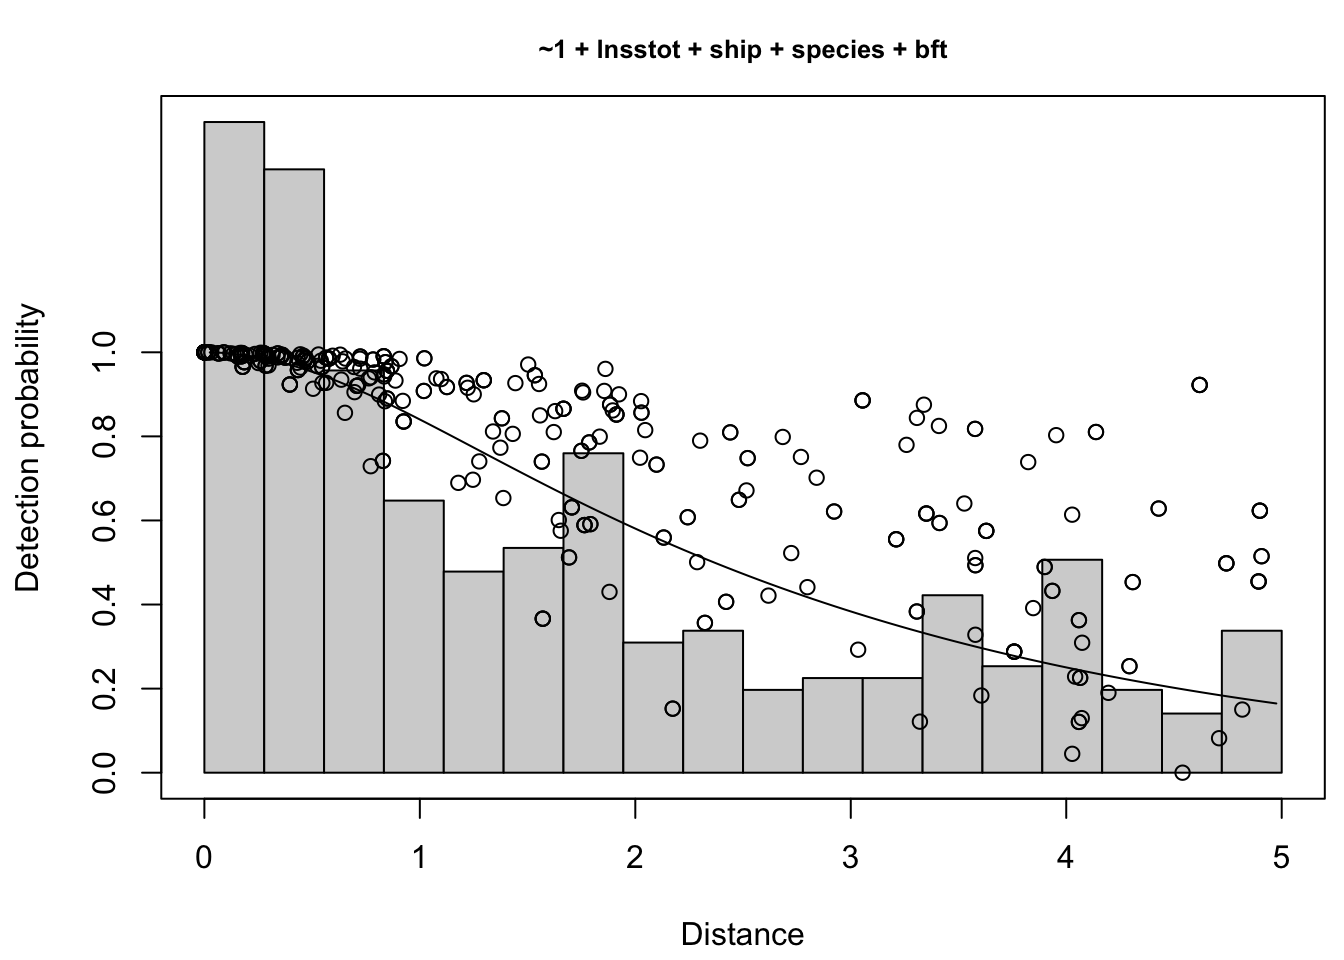 ~1 + lnsstot + ship + species + bft
Detection probability
1.0
0.8
0.6
0.4
0.2
0.0
0 1 2 3 4 5
Distance